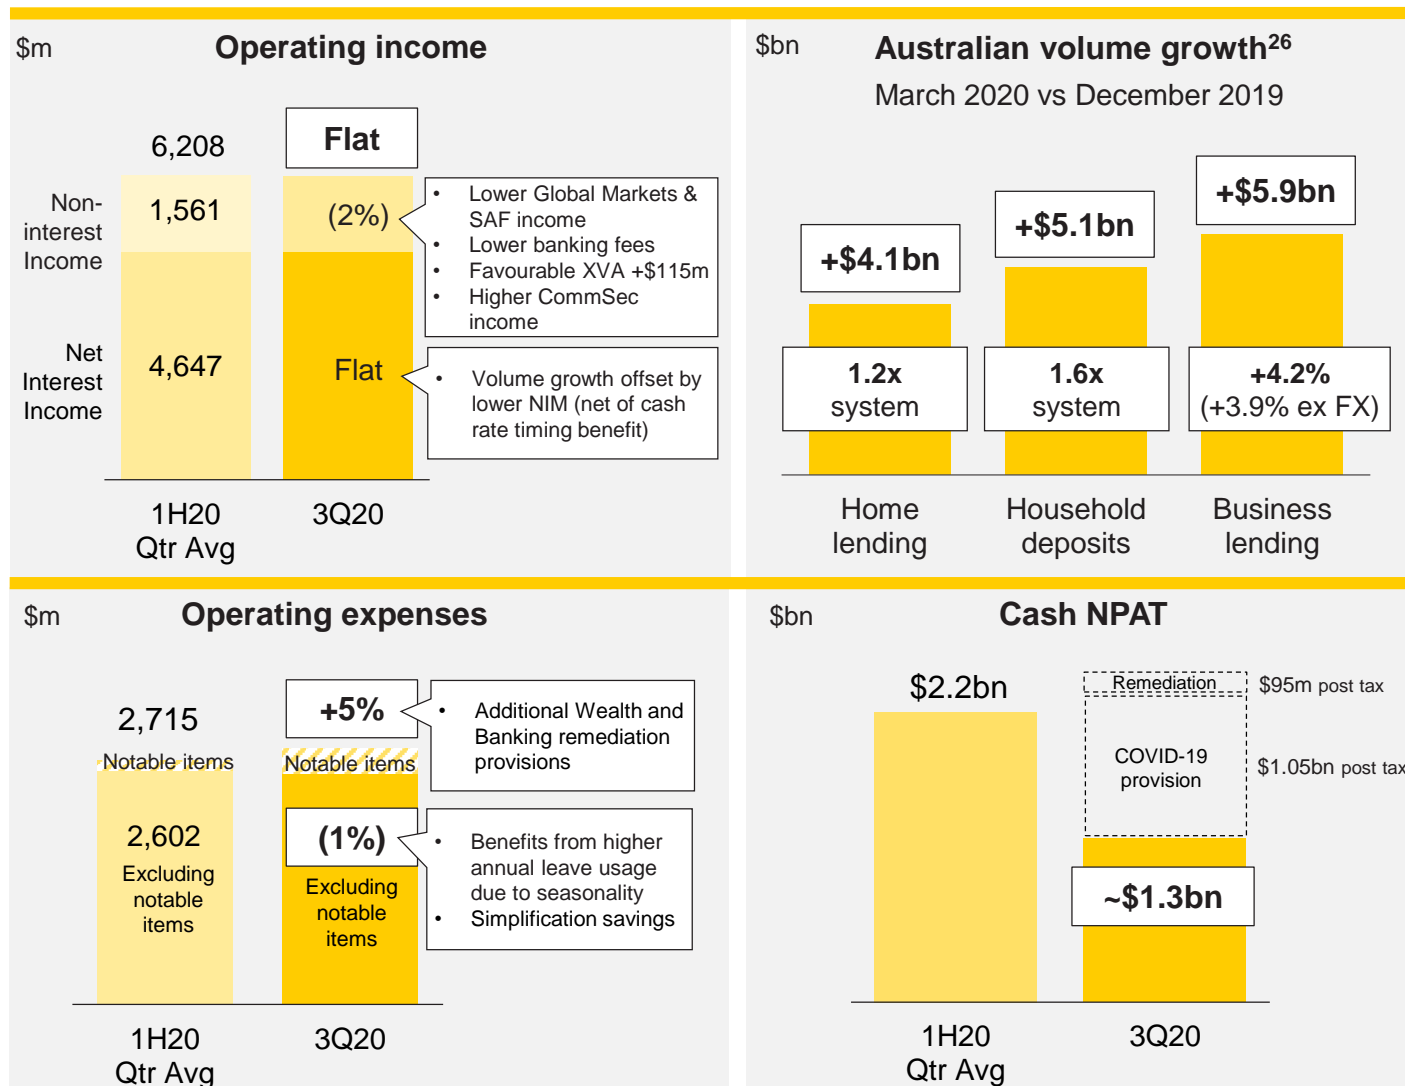 $m
Operating income
6,208
Flat
Non-
interest
Income
1,561
(2%)
• Lower Global Markets &
SAF income
• Lower banking fees
• Favourable XVA +$115m
• Higher CommSec
income
Net
Interest
Income
4,647
Flat
• Volume growth offset by
lower NIM (net of cash
rate timing benefit)
1H20
Qtr Avg
3Q20
$bn
Australian volume growth26
March 2020 vs December 2019
+$4.1bn
+$5.1bn
+$5.9bn
1.2x
system
1.6x
system
+4.2%
(+3.9% ex FX)
Home
lending
Household
deposits
Business
lending
$m
Operating expenses
2,715
+5%
• Additional Wealth and
Banking remediation
provisions
Notable items
Notable items
2,602
Excluding
notable
items
(1%)
Excluding
notable
items
• Benefits from higher
annual leave usage
due to seasonality
• Simplification savings
1H20
Qtr Avg
3Q20
$bn
Cash NPAT
$2.2bn
Remediation
$95m post tax
COVID-19
provision
$1.05bn post tax
~$1.3bn
1H20
Qtr Avg
3Q20